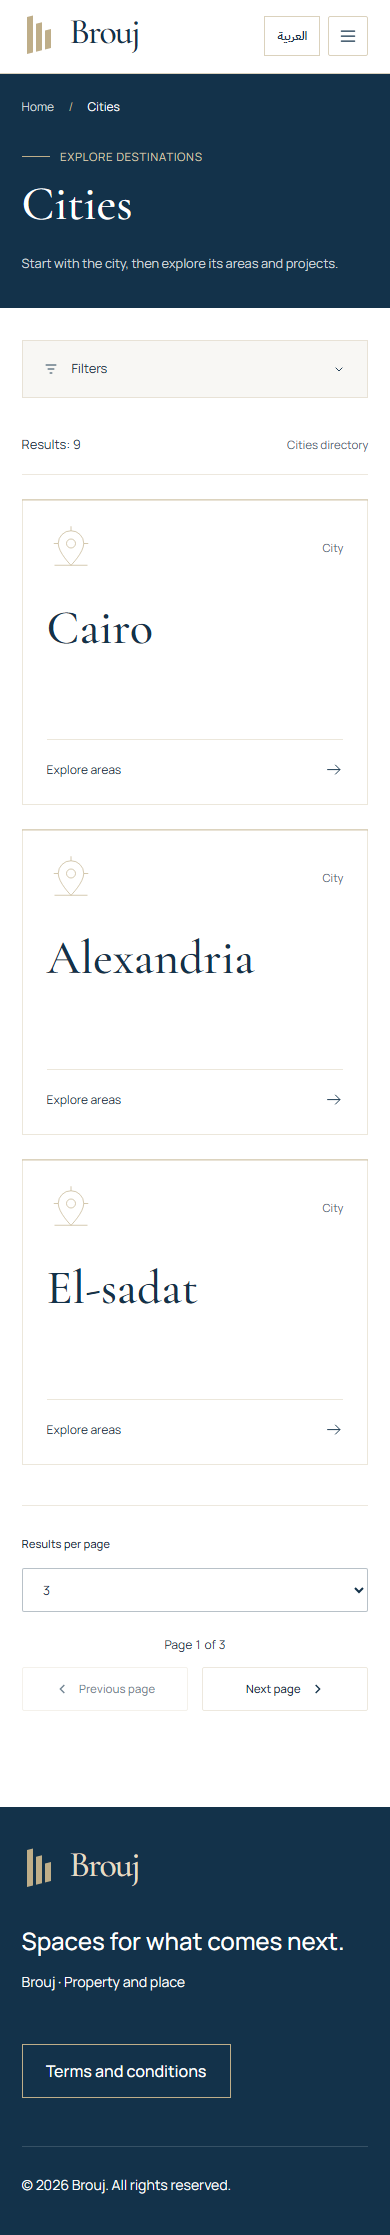 Brouj
العربية
Home / Cities
EXPLORE DESTINATIONS
Cities
Start with the city, then explore its areas and projects.
Filters
Results: 9
Cities directory
City
Cairo
Explore areas
City
Alexandria
Explore areas
City
El-sadat
Explore areas
Results per page
3
Page 1 of 3
Previous page
Next page
Brouj
Spaces for what comes next.
Brouj · Property and place
Terms and conditions
© 2026 Brouj. All rights reserved.